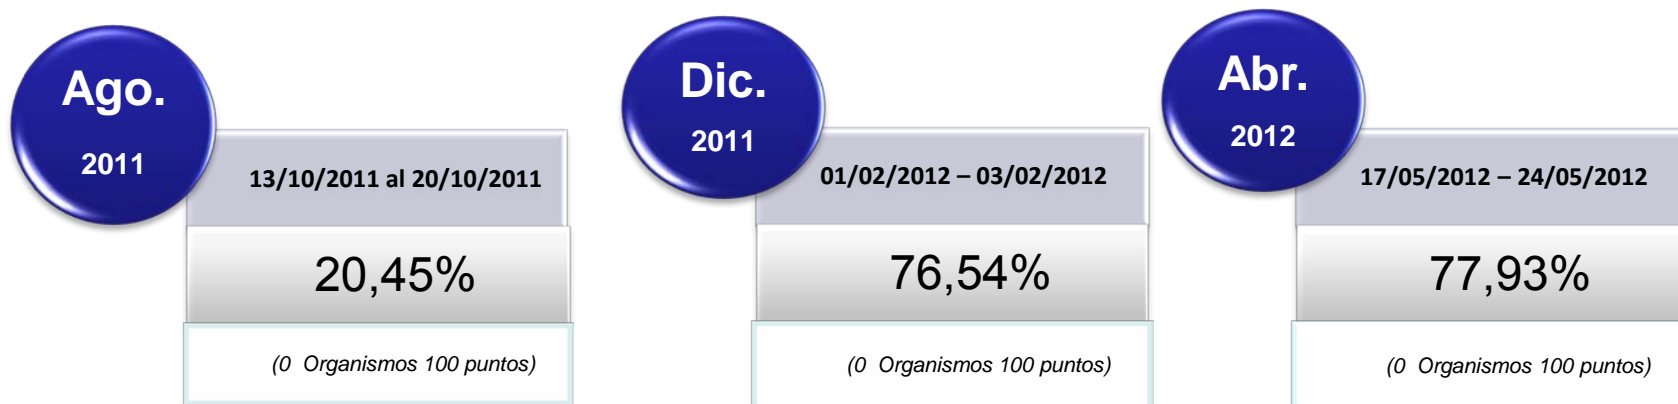 Ago.
2011
13/10/2011 al 20/10/2011
20,45%
(0 Organismos 100 puntos)
Dic.
2011
01/02/2012 – 03/02/2012
76,54%
(0 Organismos 100 puntos)
Abr.
2012
17/05/2012 – 24/05/2012
77,93%
(0 Organismos 100 puntos)